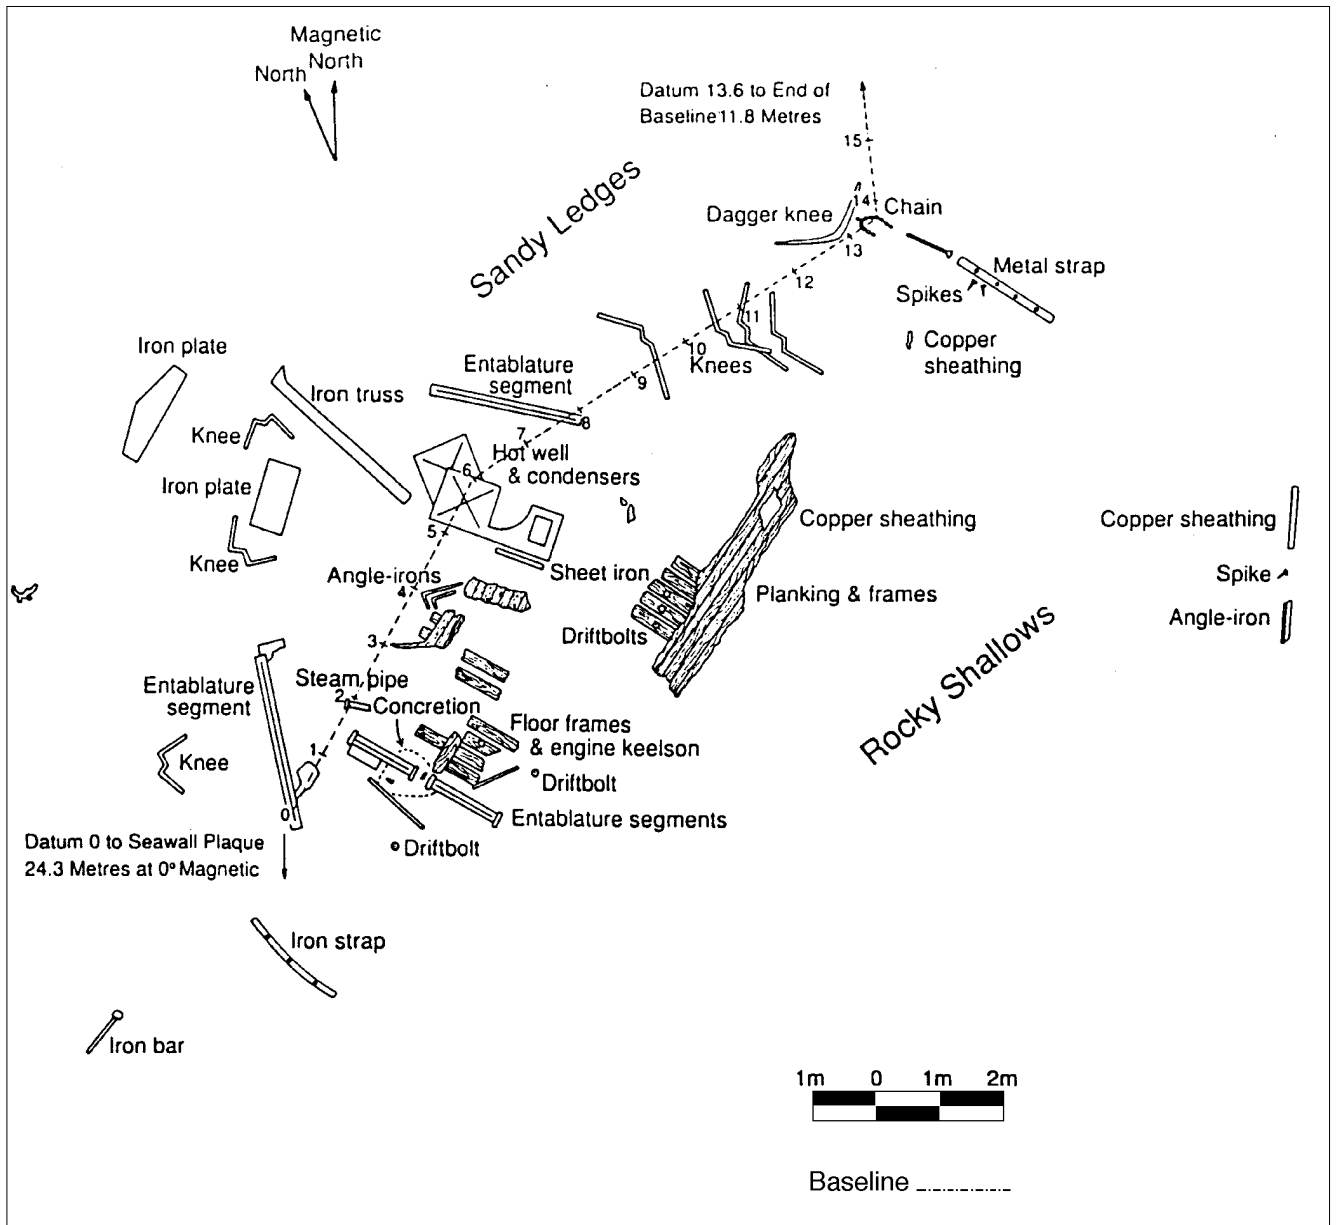 Magnetic
North
North
Datum 13.6 to End of
Baseline 11.8 Metres
15
Sandy Ledges
Dagger knee
14
Chain
13
12
Metal strap
Spikes
11
Copper
sheathing
10
Knees
9
Iron plate
Entablature
segment
Iron truss
8
Knee
7
Hot well
& condensers
6
Iron plate
5
Copper sheathing
Copper sheathing
Knee
Sheet iron
Angle-irons
4
Spike
Planking & frames
Angle-iron
Driftbolts
3
Rocky Shallows
Entablature
segment
Steam pipe
2
Concretion
Floor frames
& engine keelson
1
Knee
Driftbolt
0
Entablature segments
Datum 0 to Seawall Plaque
24.3 Metres at 0° Magnetic
Driftbolt
Iron strap
Iron bar
1m 0 1m 2m
Baseline